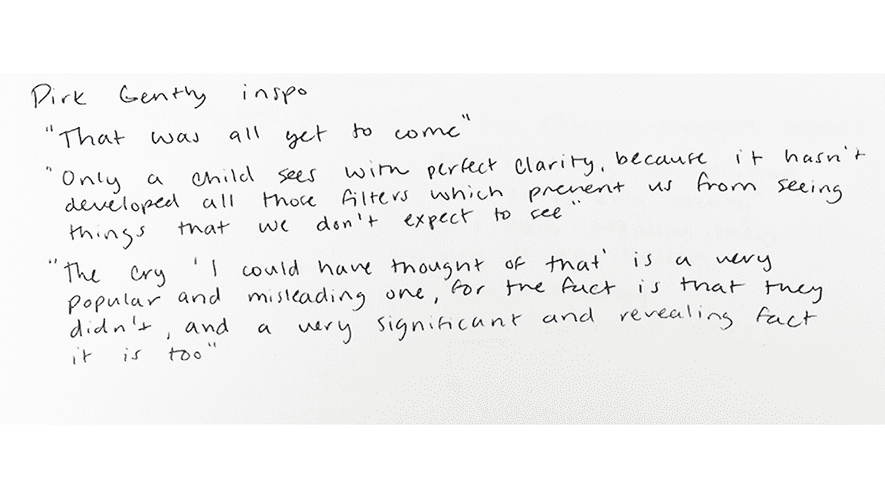 Dirk Gently inspo
"That was all yet to come"
"Only a child sees with perfect clarity, because it hasn't
developed all those filters which prevent us from seeing
things that we don't expect to see"
"The cry 'I could have thought of that' is a very
popular and misleading one, for the fact is that they
didn't, and a very significant and revealing fact
it is too"